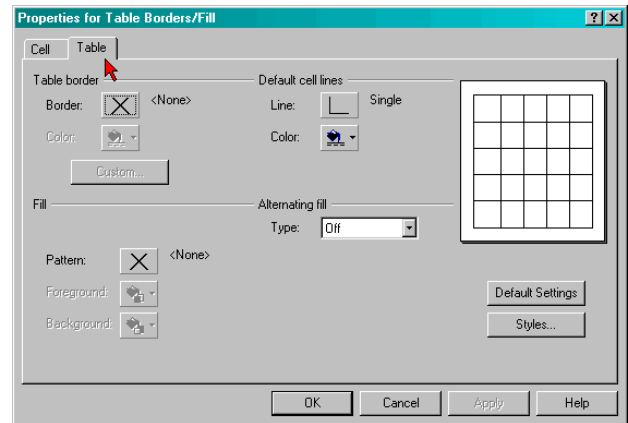 Properties for Table Borders/Fill
Cell Table
Table border
Border: <None>
Color:
Custom...
Default cell lines
Line: Single
Color:
Fill
Pattern: <None>
Foreground:
Background:
Alternating fill
Type: Off
Default Settings
Styles...
OK Cancel Apply Help